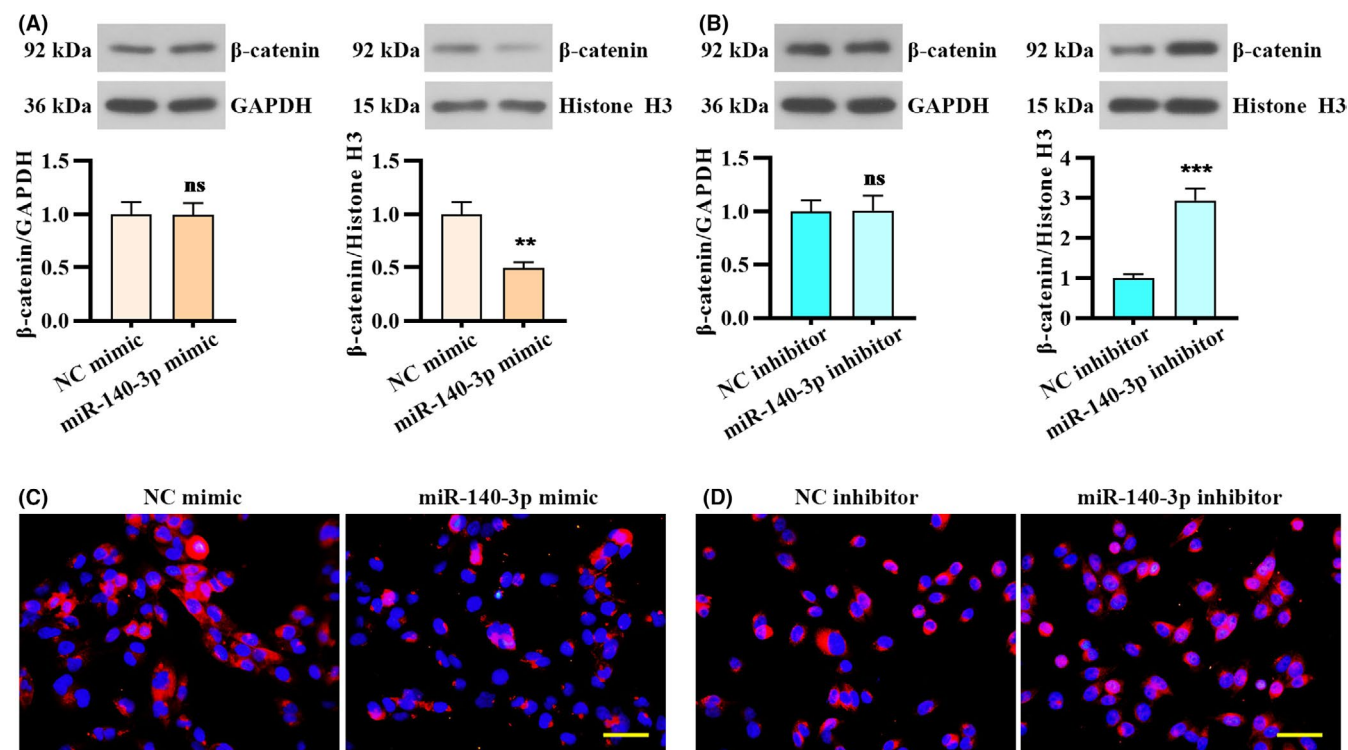 (A)
92 kDa β-catenin
36 kDa GAPDH
β-catenin/GAPDH
1.5
1.0
0.5
0.0
ns
NC mimic
miR-140-3p mimic
92 kDa β-catenin
15 kDa Histone H3
β-catenin/Histone H3
1.5
1.0
0.5
0.0
**
NC mimic
miR-140-3p mimic
(B)
92 kDa β-catenin
36 kDa GAPDH
β-catenin/GAPDH
1.5
1.0
0.5
0.0
ns
NC inhibitor
miR-140-3p inhibitor
92 kDa β-catenin
15 kDa Histone H3
β-catenin/Histone H3
4
3
2
1
0
***
NC inhibitor
miR-140-3p inhibitor
(C) NC mimic miR-140-3p mimic
(D) NC inhibitor miR-140-3p inhibitor